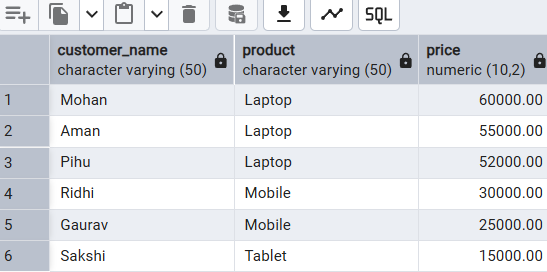 SQL
customer_name product price
character varying (50) character varying (50) numeric (10,2)
1 Mohan Laptop 60000.00
2 Aman Laptop 55000.00
3 Pihu Laptop 52000.00
4 Ridhi Mobile 30000.00
5 Gaurav Mobile 25000.00
6 Sakshi Tablet 15000.00